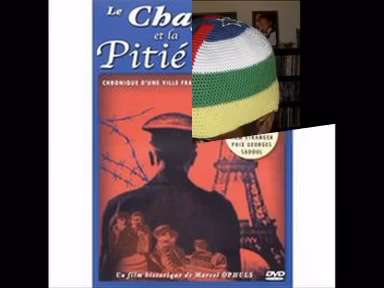 Le Cha
et la
Pitié
CHRONIQUE D'UNE VILLE FRA
ÉTRANGER
PRIX GEORGES
SADOUL
Un film historique de Marcel OPHULS
DVD